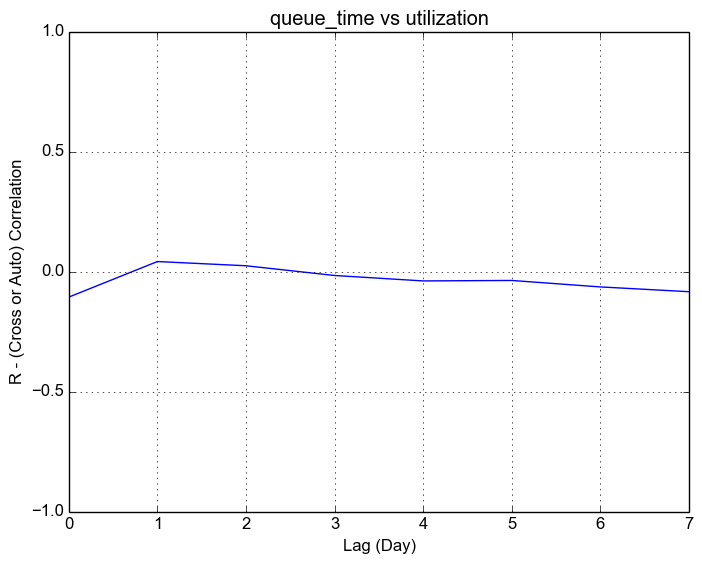 queue_time vs utilization
1.0
0.5
0.0
−0.5
−1.0
R - (Cross or Auto) Correlation
0 1 2 3 4 5 6 7
Lag (Day)